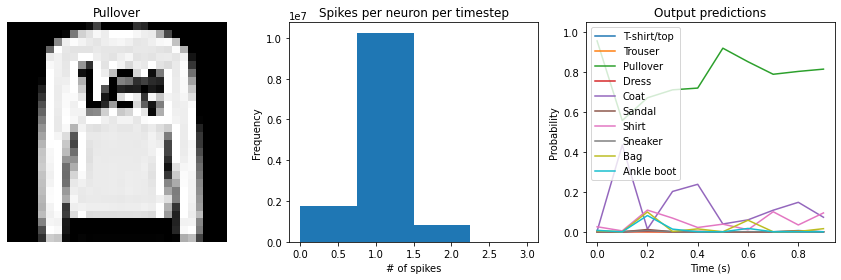 Pullover
Spikes per neuron per timestep
1e7
1.0
0.8
0.6
0.4
0.2
0.0
Frequency
0.0 0.5 1.0 1.5 2.0 2.5 3.0
# of spikes
Output predictions
1.0
0.8
0.6
0.4
0.2
0.0
Probability
T-shirt/top
Trouser
Pullover
Dress
Coat
Sandal
Shirt
Sneaker
Bag
Ankle boot
0.0 0.2 0.4 0.6 0.8
Time (s)